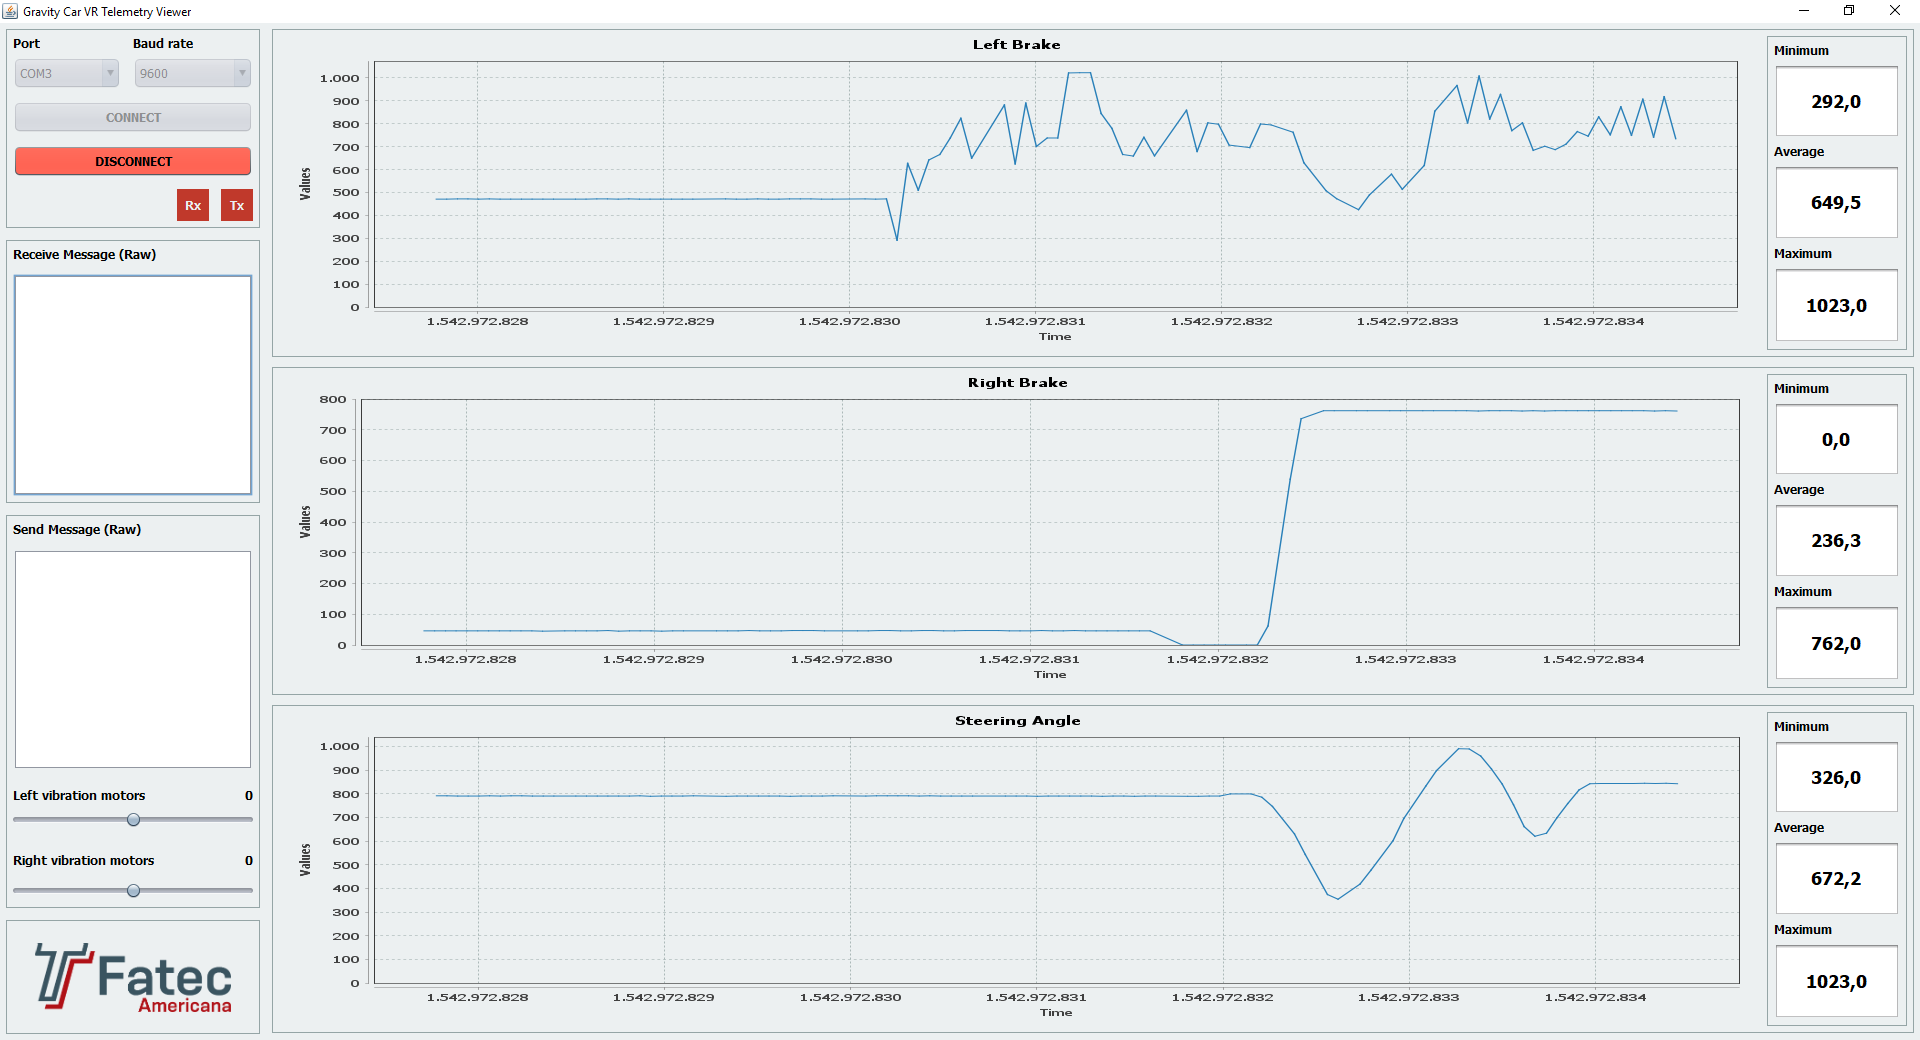 Gravity Car VR Telemetry Viewer
Port
Baud rate
COM3
9600
CONNECT
DISCONNECT
Rx
Tx
Receive Message (Raw)
Send Message (Raw)
Left vibration motors
0
Right vibration motors
0
Fatec
Americana
Left Brake
1.000
900
800
700
600
500
400
300
200
100
0
Values
1.542.972.828
1.542.972.829
1.542.972.830
1.542.972.831
1.542.972.832
1.542.972.833
1.542.972.834
Time
Minimum
292,0
Average
649,5
Maximum
1023,0
Right Brake
800
700
600
500
400
300
200
100
0
Values
1.542.972.828
1.542.972.829
1.542.972.830
1.542.972.831
1.542.972.832
1.542.972.833
1.542.972.834
Time
Minimum
0,0
Average
236,3
Maximum
762,0
Steering Angle
1.000
900
800
700
600
500
400
300
200
100
0
Values
1.542.972.828
1.542.972.829
1.542.972.830
1.542.972.831
1.542.972.832
1.542.972.833
1.542.972.834
Time
Minimum
326,0
Average
672,2
Maximum
1023,0